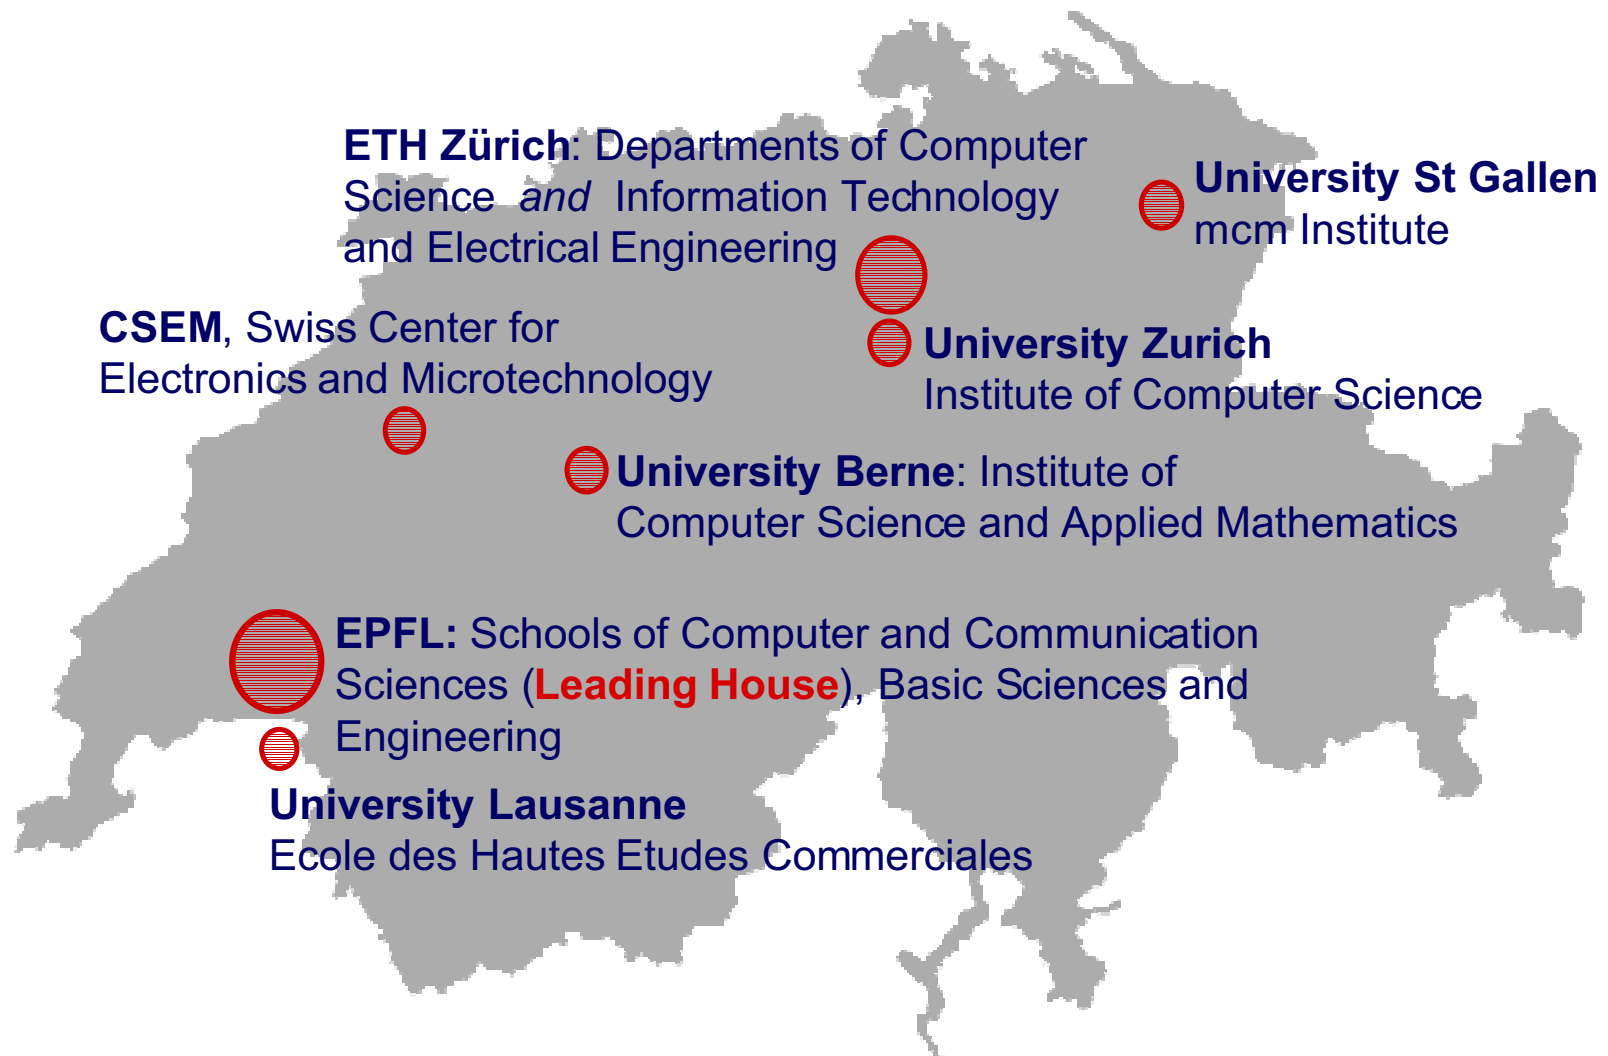 ETH Zürich: Departments of Computer
Science and Information Technology
and Electrical Engineering
University St Gallen
mcm Institute
CSEM, Swiss Center for
Electronics and Microtechnology
University Zurich
Institute of Computer Science
University Berne: Institute of
Computer Science and Applied Mathematics
EPFL: Schools of Computer and Communication
Sciences (Leading House), Basic Sciences and
Engineering
University Lausanne
Ecole des Hautes Etudes Commerciales